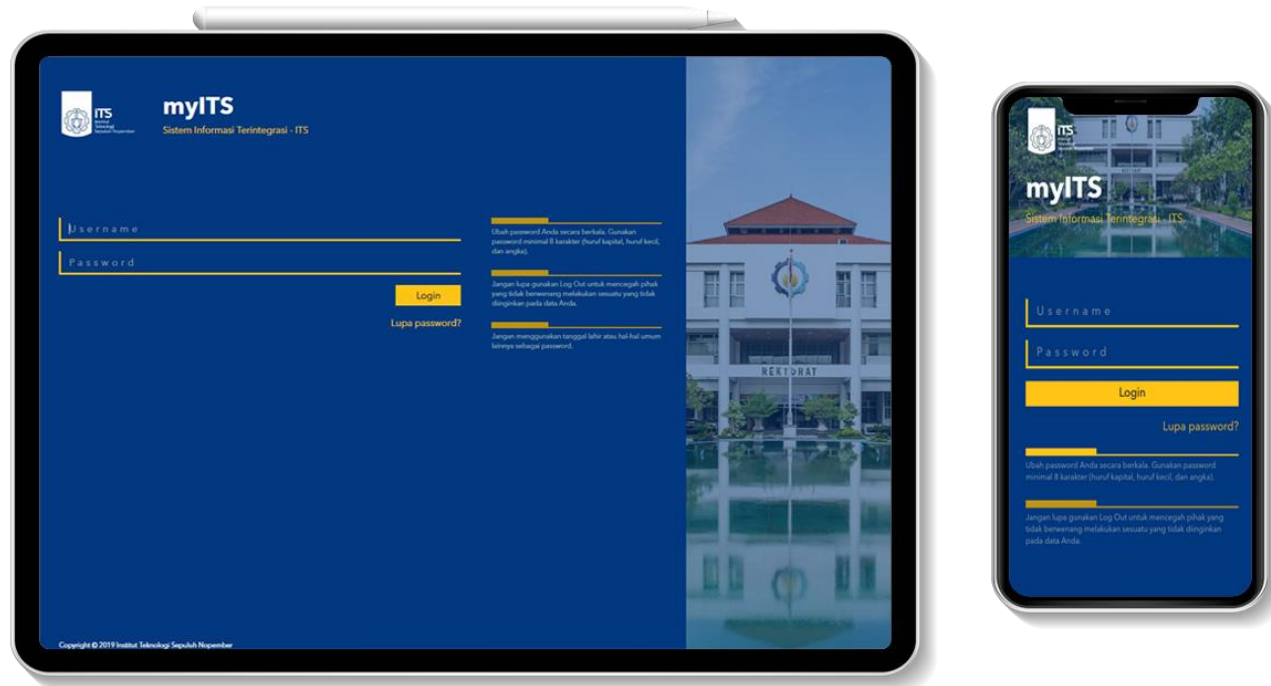 ITS
Institut
Teknologi
Sepuluh Nopember
myITS
Sistem Informasi Terintegrasi - ITS
Username
Password
Login
Lupa password?
Ubah password Anda secara berkala. Gunakan
password minimal 8 karakter (huruf kapital, huruf kecil,
dan angka).
Jangan lupa gunakan Log Out untuk mencegah pihak
yang tidak berwenang melakukan sesuatu yang tidak
diinginkan pada data Anda.
Jangan menggunakan tanggal lahir atau hal-hal umum
lainnya sebagai password.
REKTORAT
Copyright © 2019 Institut Teknologi Sepuluh Nopember
ITS
myITS
Sistem Informasi Terintegrasi - ITS
Username
Password
Login
Lupa password?
Ubah password Anda secara berkala. Gunakan password
minimal 8 karakter (huruf kapital, huruf kecil, dan angka).
Jangan lupa gunakan Log Out untuk mencegah pihak yang
tidak berwenang melakukan sesuatu yang tidak diinginkan
pada data Anda.